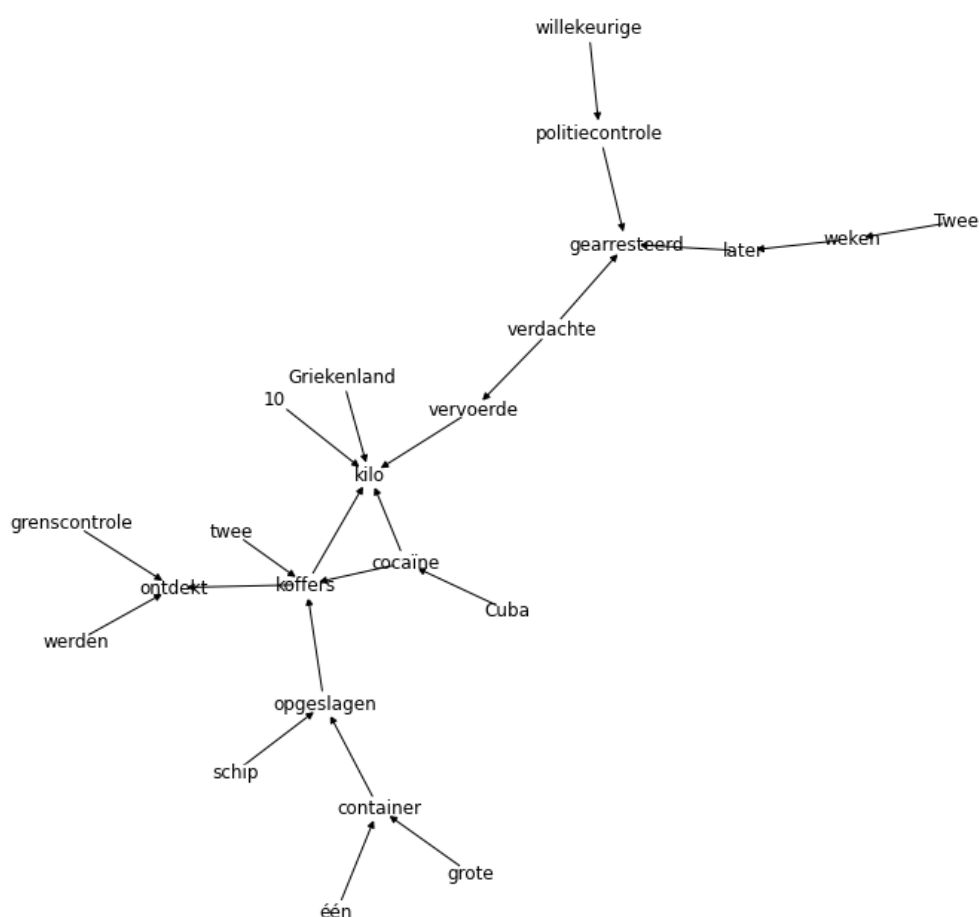 willekeurige
politiecontrole
Twee
weken
gearresteerd
later
verdachte
Griekenland
10
vervoerde
kilo
grenscontrole
twee
cocaïne
koffers
ontdekt
Cuba
werden
opgeslagen
schip
container
grote
één